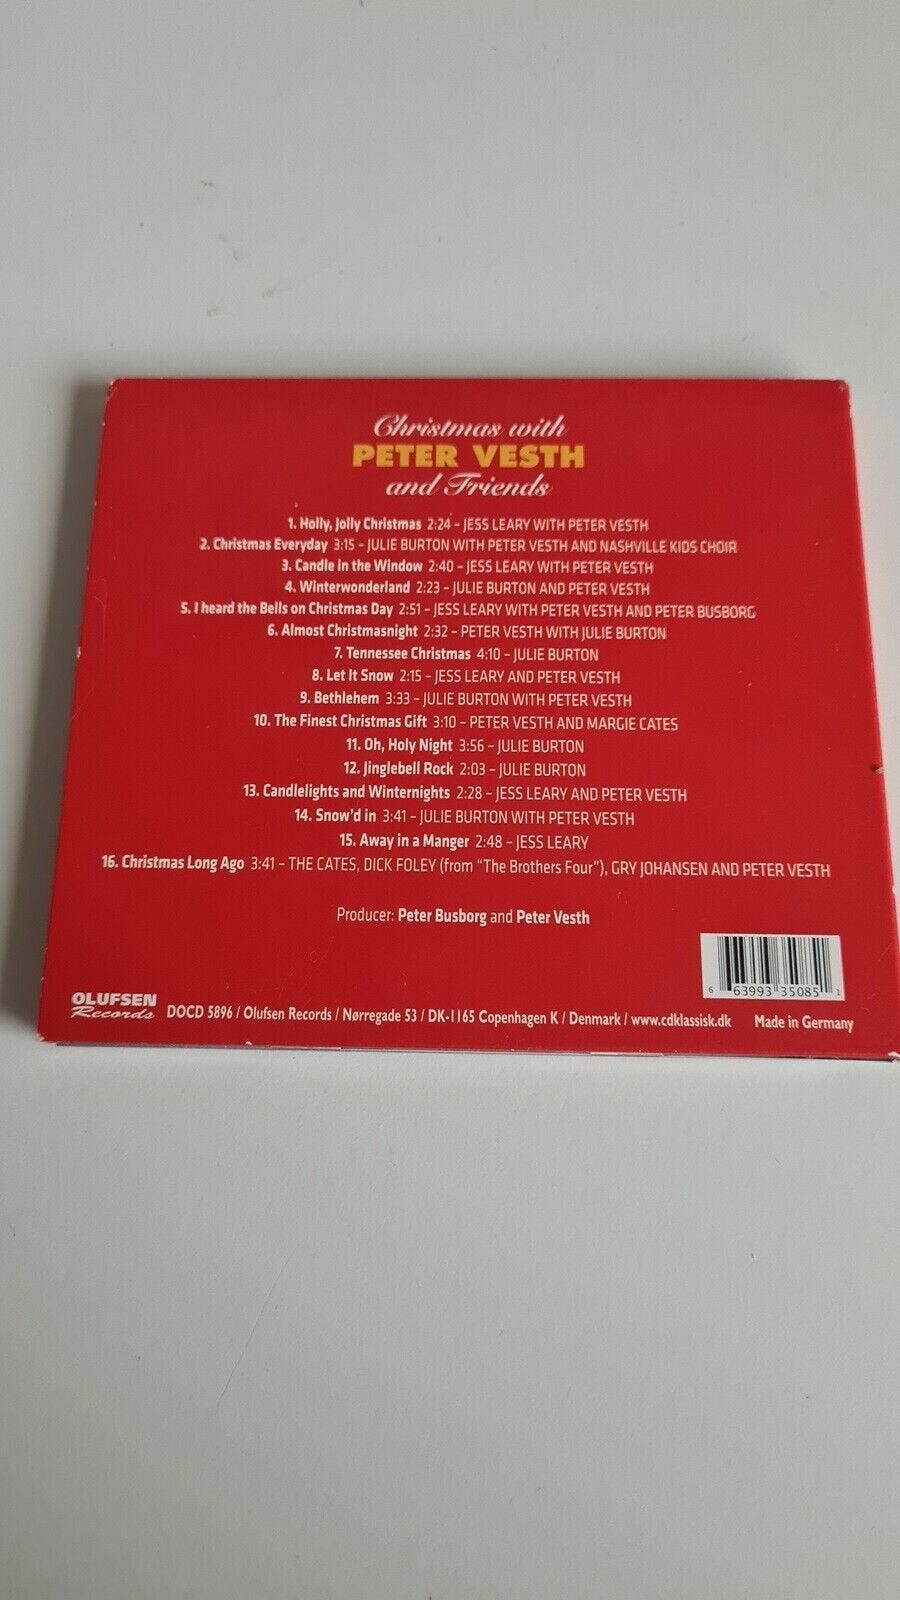 Christmas with
PETER VESTH
and Friends
1. Holly, Jolly Christmas 2:24 - JESS LEARY WITH PETER VESTH
2. Christmas Everyday 3:15 - JULIE BURTON WITH PETER VESTH AND NASHVILLE KIDS CHOIR
3. Candle in the Window 2:40 - JESS LEARY WITH PETER VESTH
4. Winterwonderland 2:23 - JULIE BURTON AND PETER VESTH
5. I heard the Bells on Christmas Day 2:51 - JESS LEARY WITH PETER VESTH AND PETER BUSBORG
6. Almost Christmasnight 2:32 - PETER VESTH WITH JULIE BURTON
7. Tennessee Christmas 4:10 - JULIE BURTON
8. Let It Snow 2:15 - JESS LEARY AND PETER VESTH
9. Bethlehem 3:33 - JULIE BURTON WITH PETER VESTH
10. The Finest Christmas Gift 3:10 - PETER VESTH AND MARGIE CATES
11. Oh, Holy Night 3:56 - JULIE BURTON
12. Jinglebell Rock 2:03 - JULIE BURTON
13. Candlelights and Winternights 2:28 - JESS LEARY AND PETER VESTH
14. Snow'd in 3:41 - JULIE BURTON WITH PETER VESTH
15. Away in a Manger 2:48 - JESS LEARY
16. Christmas Long Ago 3:41 - THE CATES, DICK FOLEY (from "The Brothers Four"), GRY JOHANSEN AND PETER VESTH
Producer: Peter Busborg and Peter Vesth
6 63993 35085 1
OLUFSEN
Records DOCD 5896 / Olufsen Records / Nørregade 53 / DK-1165 Copenhagen K / Denmark / www.cdklassisk.dk Made in Germany